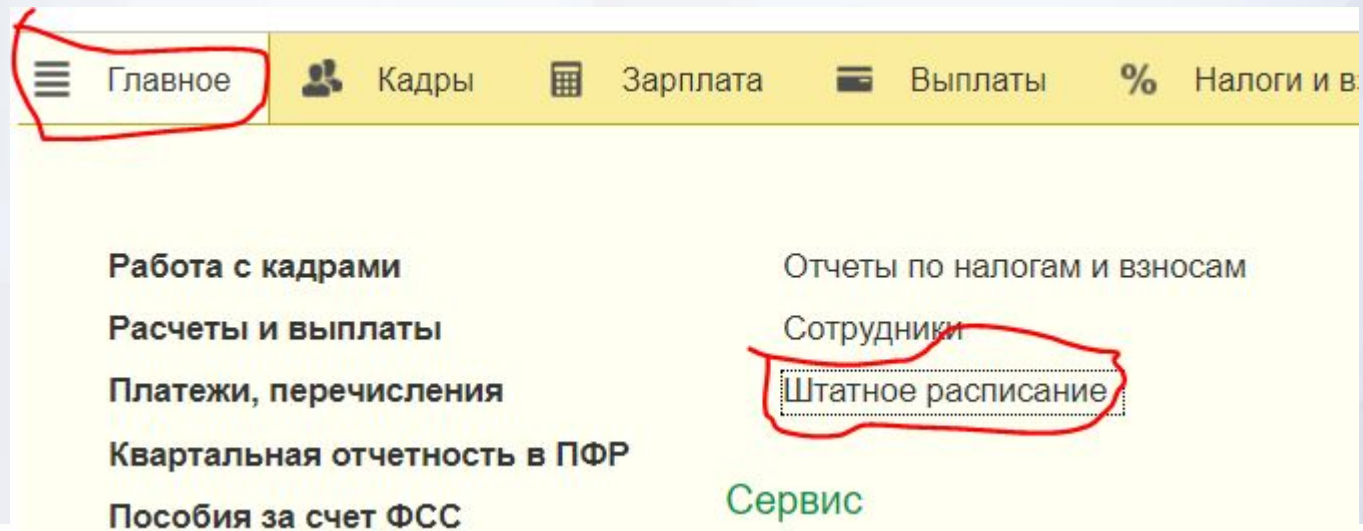 Главное Кадры Зарплата Выплаты % Налоги и в
Работа с кадрами
Расчеты и выплаты
Платежи, перечисления
Квартальная отчетность в ПФР
Пособия за счет ФСС
Отчеты по налогам и взносам
Сотрудники
Штатное расписание
Сервис